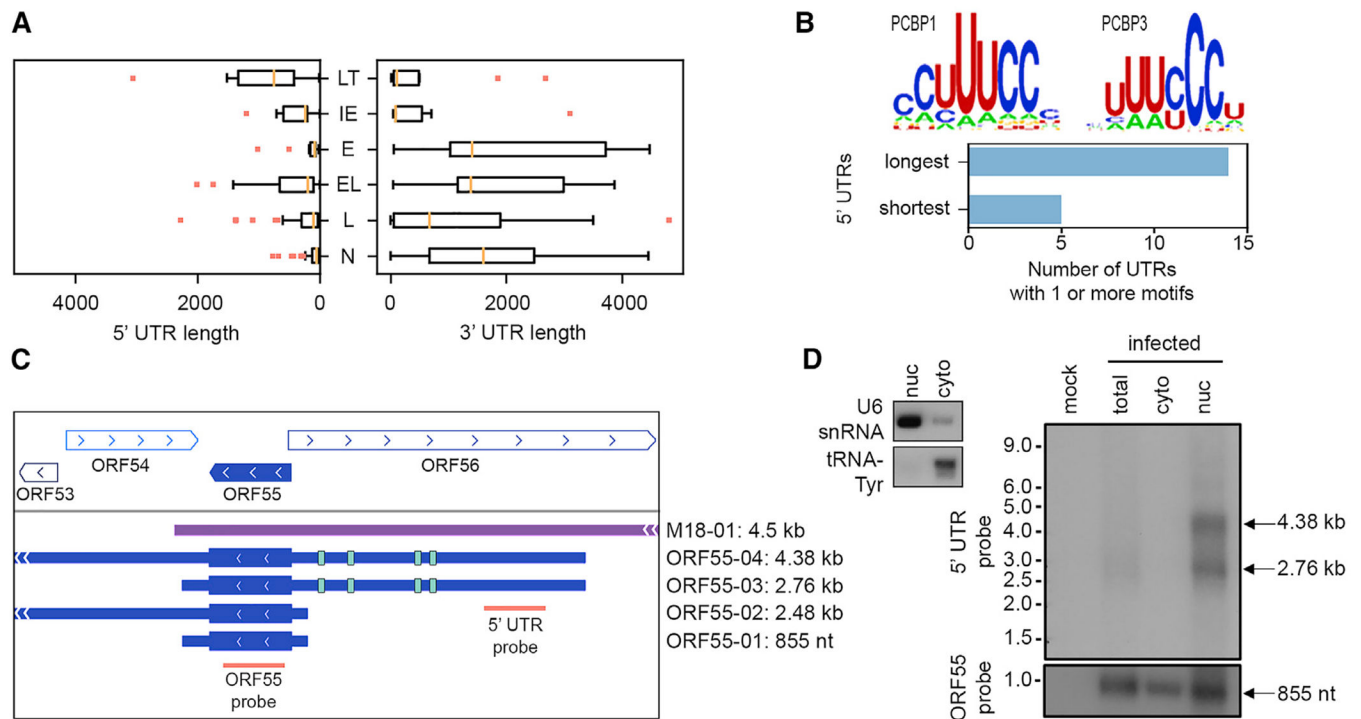 A
LT
IE
E
EL
L
N
4000 2000 0
0 2000 4000
5' UTR length
3' UTR length
B
PCBP1
PCBP3
CCUUUCCC
UUUCCCU
longest
shortest
5' UTRs
0 5 10 15
Number of UTRs
with 1 or more motifs
C
ORF53
ORF54
ORF55
ORF56
M18-01: 4.5 kb
ORF55-04: 4.38 kb
ORF55-03: 2.76 kb
ORF55-02: 2.48 kb
ORF55-01: 855 nt
5' UTR
probe
ORF55
probe
D
nuc
cyto
U6
snRNA
tRNA-
Tyr
infected
mock
total
cyto
nuc
5' UTR
probe
9.0
6.0
5.0
4.0
3.0
2.5
2.0
1.5
4.38 kb
2.76 kb
ORF55
probe
1.0
855 nt